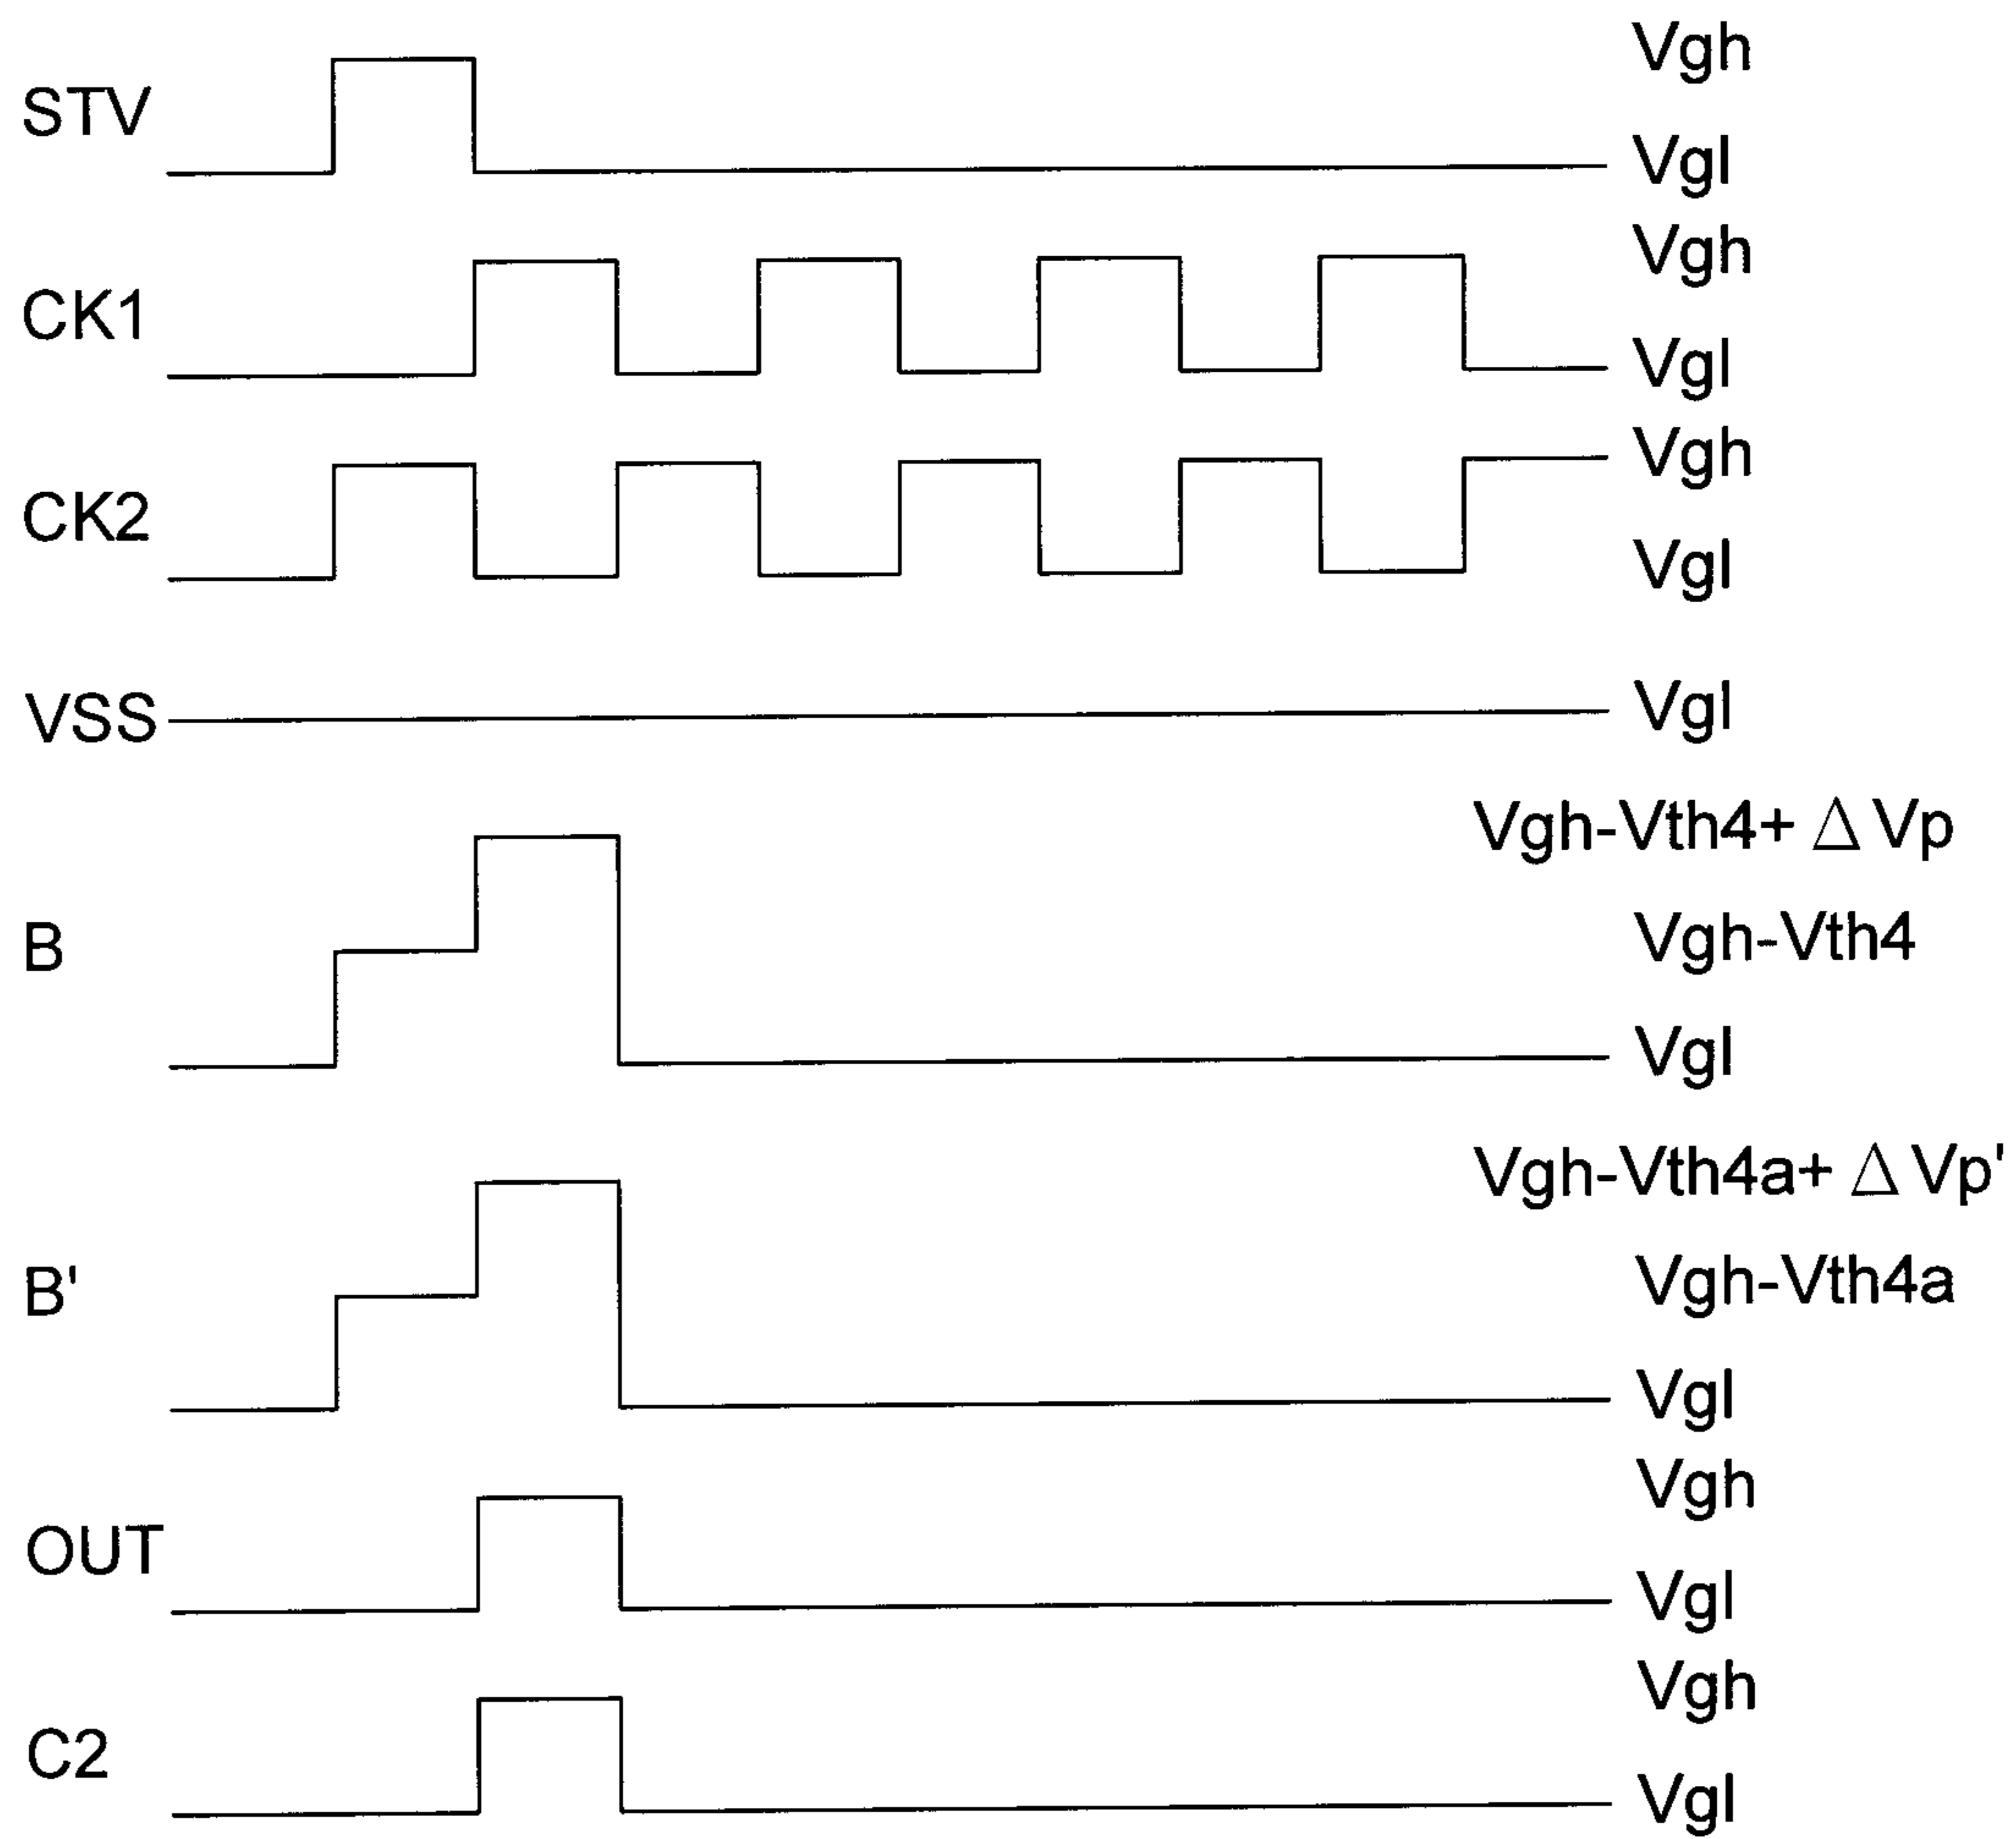 Vgh
STV
Vgl
Vgh
CK1
Vgl
Vgh
CK2
Vgl
VSS
Vgl
Vgh-Vth4+ΔVp
B
Vgh-Vth4
Vgl
Vgh-Vth4a+ΔVp'
B'
Vgh-Vth4a
Vgl
Vgh
OUT
Vgl
Vgh
C2
Vgl